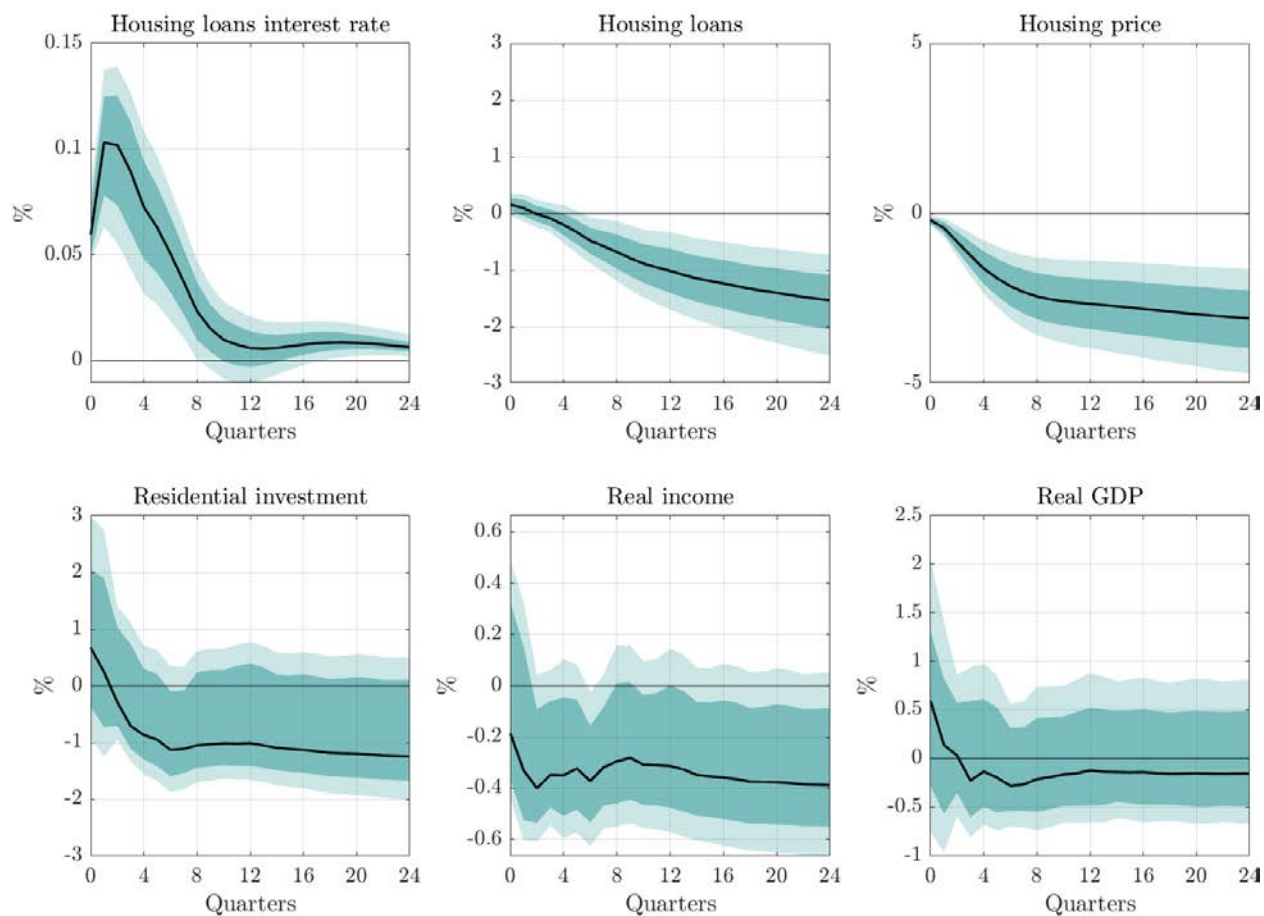 Housing loans interest rate
0.15
0.1
0.05
0
%
0 4 8 12 16 20 24
Quarters
Housing loans
3
2
1
0
-1
-2
-3
%
0 4 8 12 16 20 24
Quarters
Housing price
5
0
-5
%
0 4 8 12 16 20 24
Quarters
Residential investment
3
2
1
0
-1
-2
-3
%
0 4 8 12 16 20 24
Quarters
Real income
0.6
0.4
0.2
0
-0.2
-0.4
-0.6
%
0 4 8 12 16 20 24
Quarters
Real GDP
2.5
2
1.5
1
0.5
0
-0.5
-1
%
0 4 8 12 16 20 24
Quarters